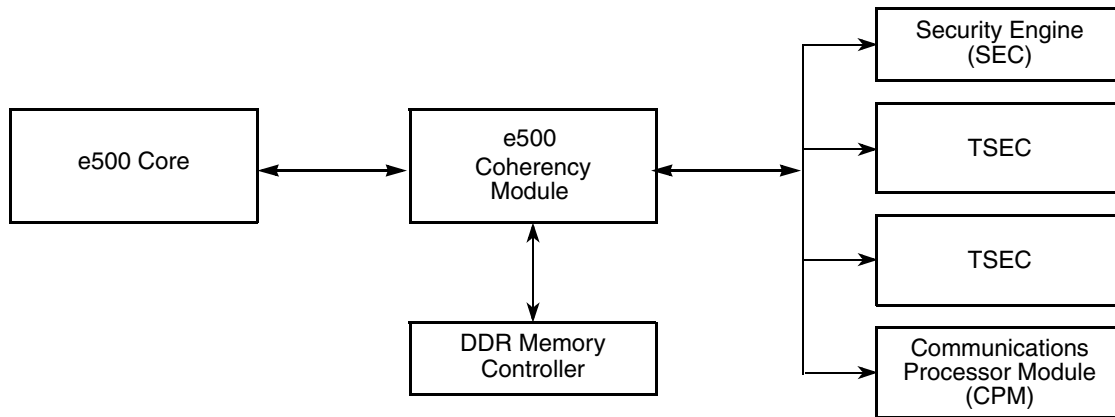 e500 Core
e500
Coherency
Module
DDR Memory
Controller
Security Engine
(SEC)
TSEC
TSEC
Communications
Processor Module
(CPM)